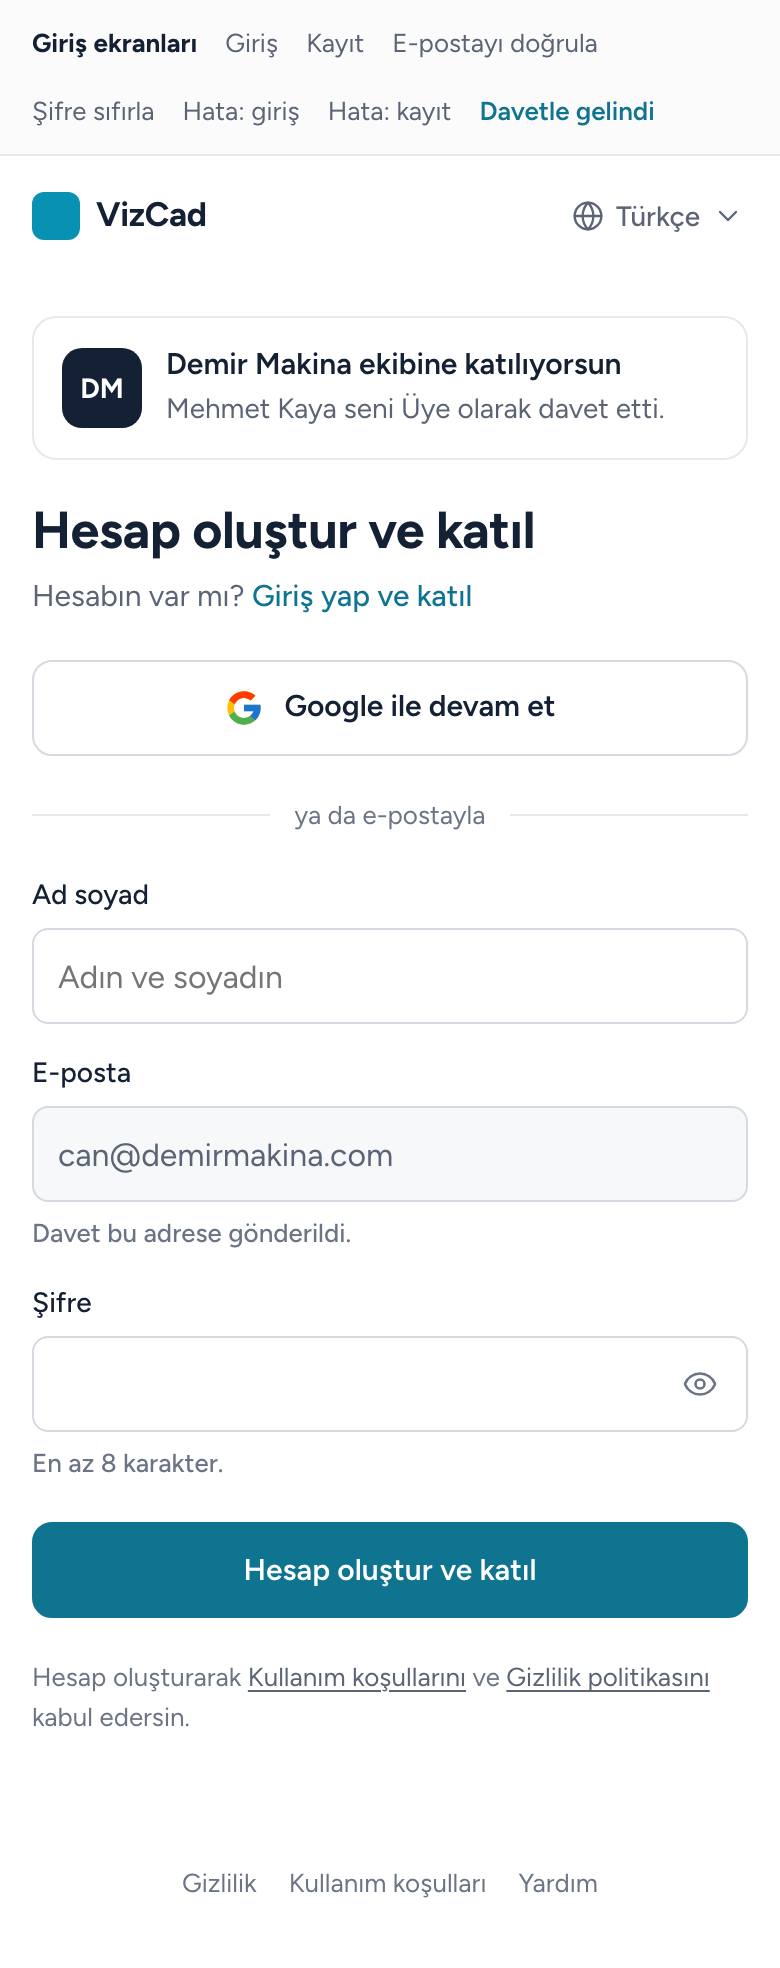 Giriş ekranları Giriş Kayıt E-postayı doğrula
Şifre sıfırla Hata: giriş Hata: kayıt Davetle gelindi
VizCad Türkçe
DM
Demir Makina ekibine katılıyorsun
Mehmet Kaya seni Üye olarak davet etti.
Hesap oluştur ve katıl
Hesabın var mı? Giriş yap ve katıl
Google ile devam et
ya da e-postayla
Ad soyad
Adın ve soyadın
E-posta
can@demirmakina.com
Davet bu adrese gönderildi.
Şifre
En az 8 karakter.
Hesap oluştur ve katıl
Hesap oluşturarak Kullanım koşullarını ve Gizlilik politikasını
kabul edersin.
Gizlilik Kullanım koşulları Yardım